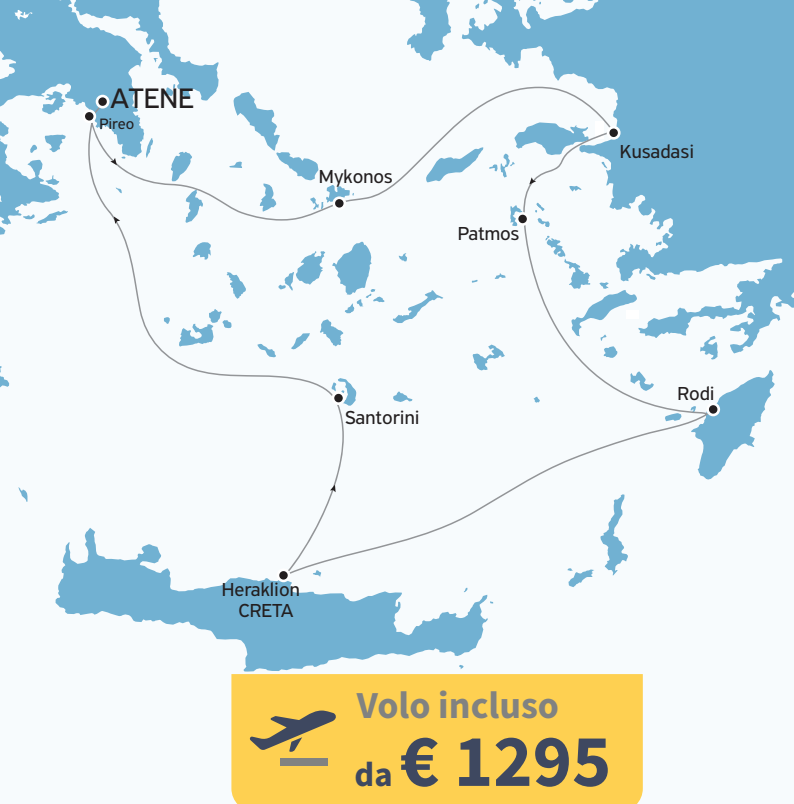 ATENE
Pireo
Mykonos
Kusadasi
Patmos
Rodi
Santorini
Heraklion
CRETA
Volo incluso
da € 1295